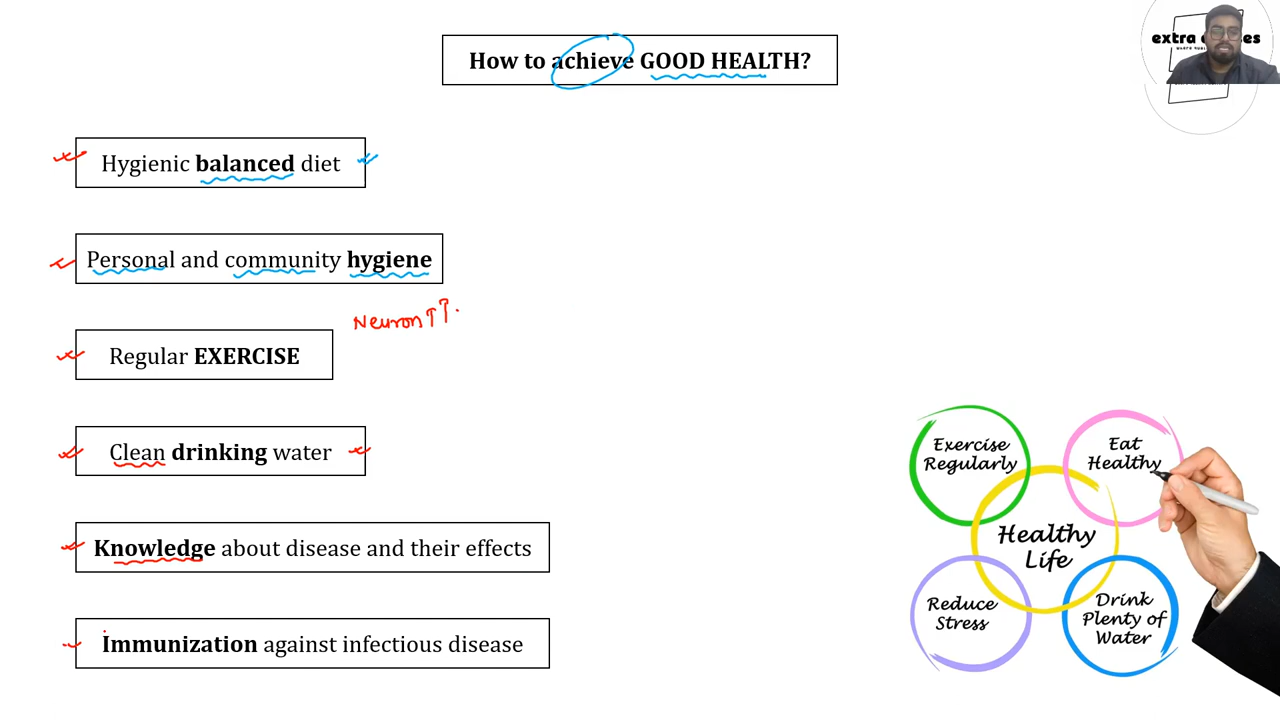 How to achieve GOOD HEALTH?
extra
es
Hygienic balanced diet
Personal and community hygiene
Neuron↑↑.
Regular EXERCISE
Clean drinking water
Knowledge about disease and their effects
Immunization against infectious disease
Exercise
Regularly
Eat
Healthy
Healthy
Life
Reduce
Stress
Drink
Plenty of
Water